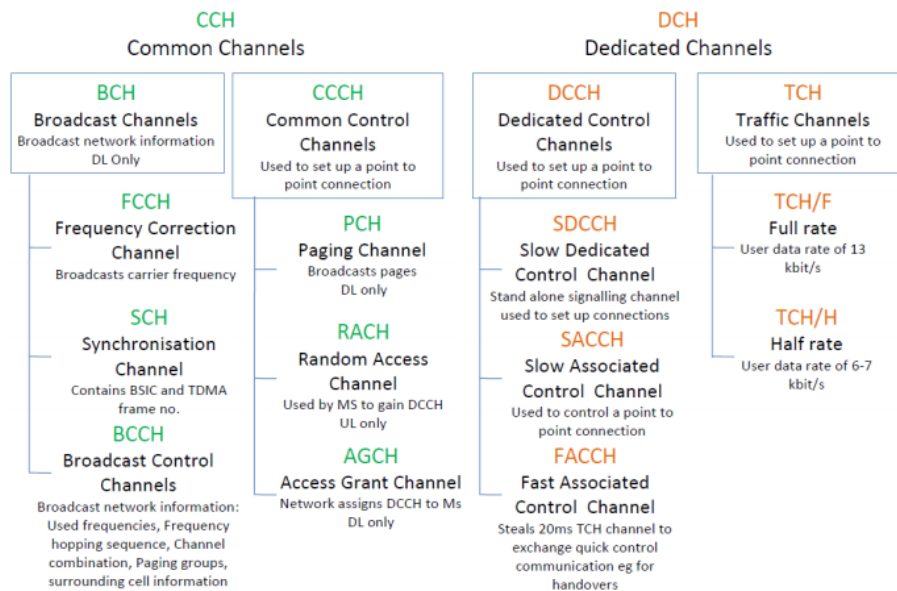 CCH
Common Channels
DCH
Dedicated Channels
BCH
Broadcast Channels
Broadcast network information
DL Only
FCCH
Frequency Correction
Channel
Broadcasts carrier frequency
SCH
Synchronisation
Channel
Contains BSIC and TDMA
frame no.
BCCH
Broadcast Control
Channels
Broadcast network information:
Used frequencies, Frequency
hopping sequence, Channel
combination, Paging groups,
surrounding cell information
CCCH
Common Control
Channels
Used to set up a point to
point connection
PCH
Paging Channel
Broadcasts pages
DL only
RACH
Random Access
Channel
Used by MS to gain DCCH
UL only
AGCH
Access Grant Channel
Network assigns DCCH to Ms
DL only
DCCH
Dedicated Control
Channels
Used to set up a point to
point connection
SDCCH
Slow Dedicated
Control Channel
Stand alone signalling channel
used to set up connections
SACCH
Slow Associated
Control Channel
Used to control a point to
point connection
FACCH
Fast Associated
Control Channel
Steals 20ms TCH channel to
exchange quick control
communication eg for
handovers
TCH
Traffic Channels
Used to set up a point to
point connection
TCH/F
Full rate
User data rate of 13
kbit/s
TCH/H
Half rate
User data rate of 6-7
kbit/s